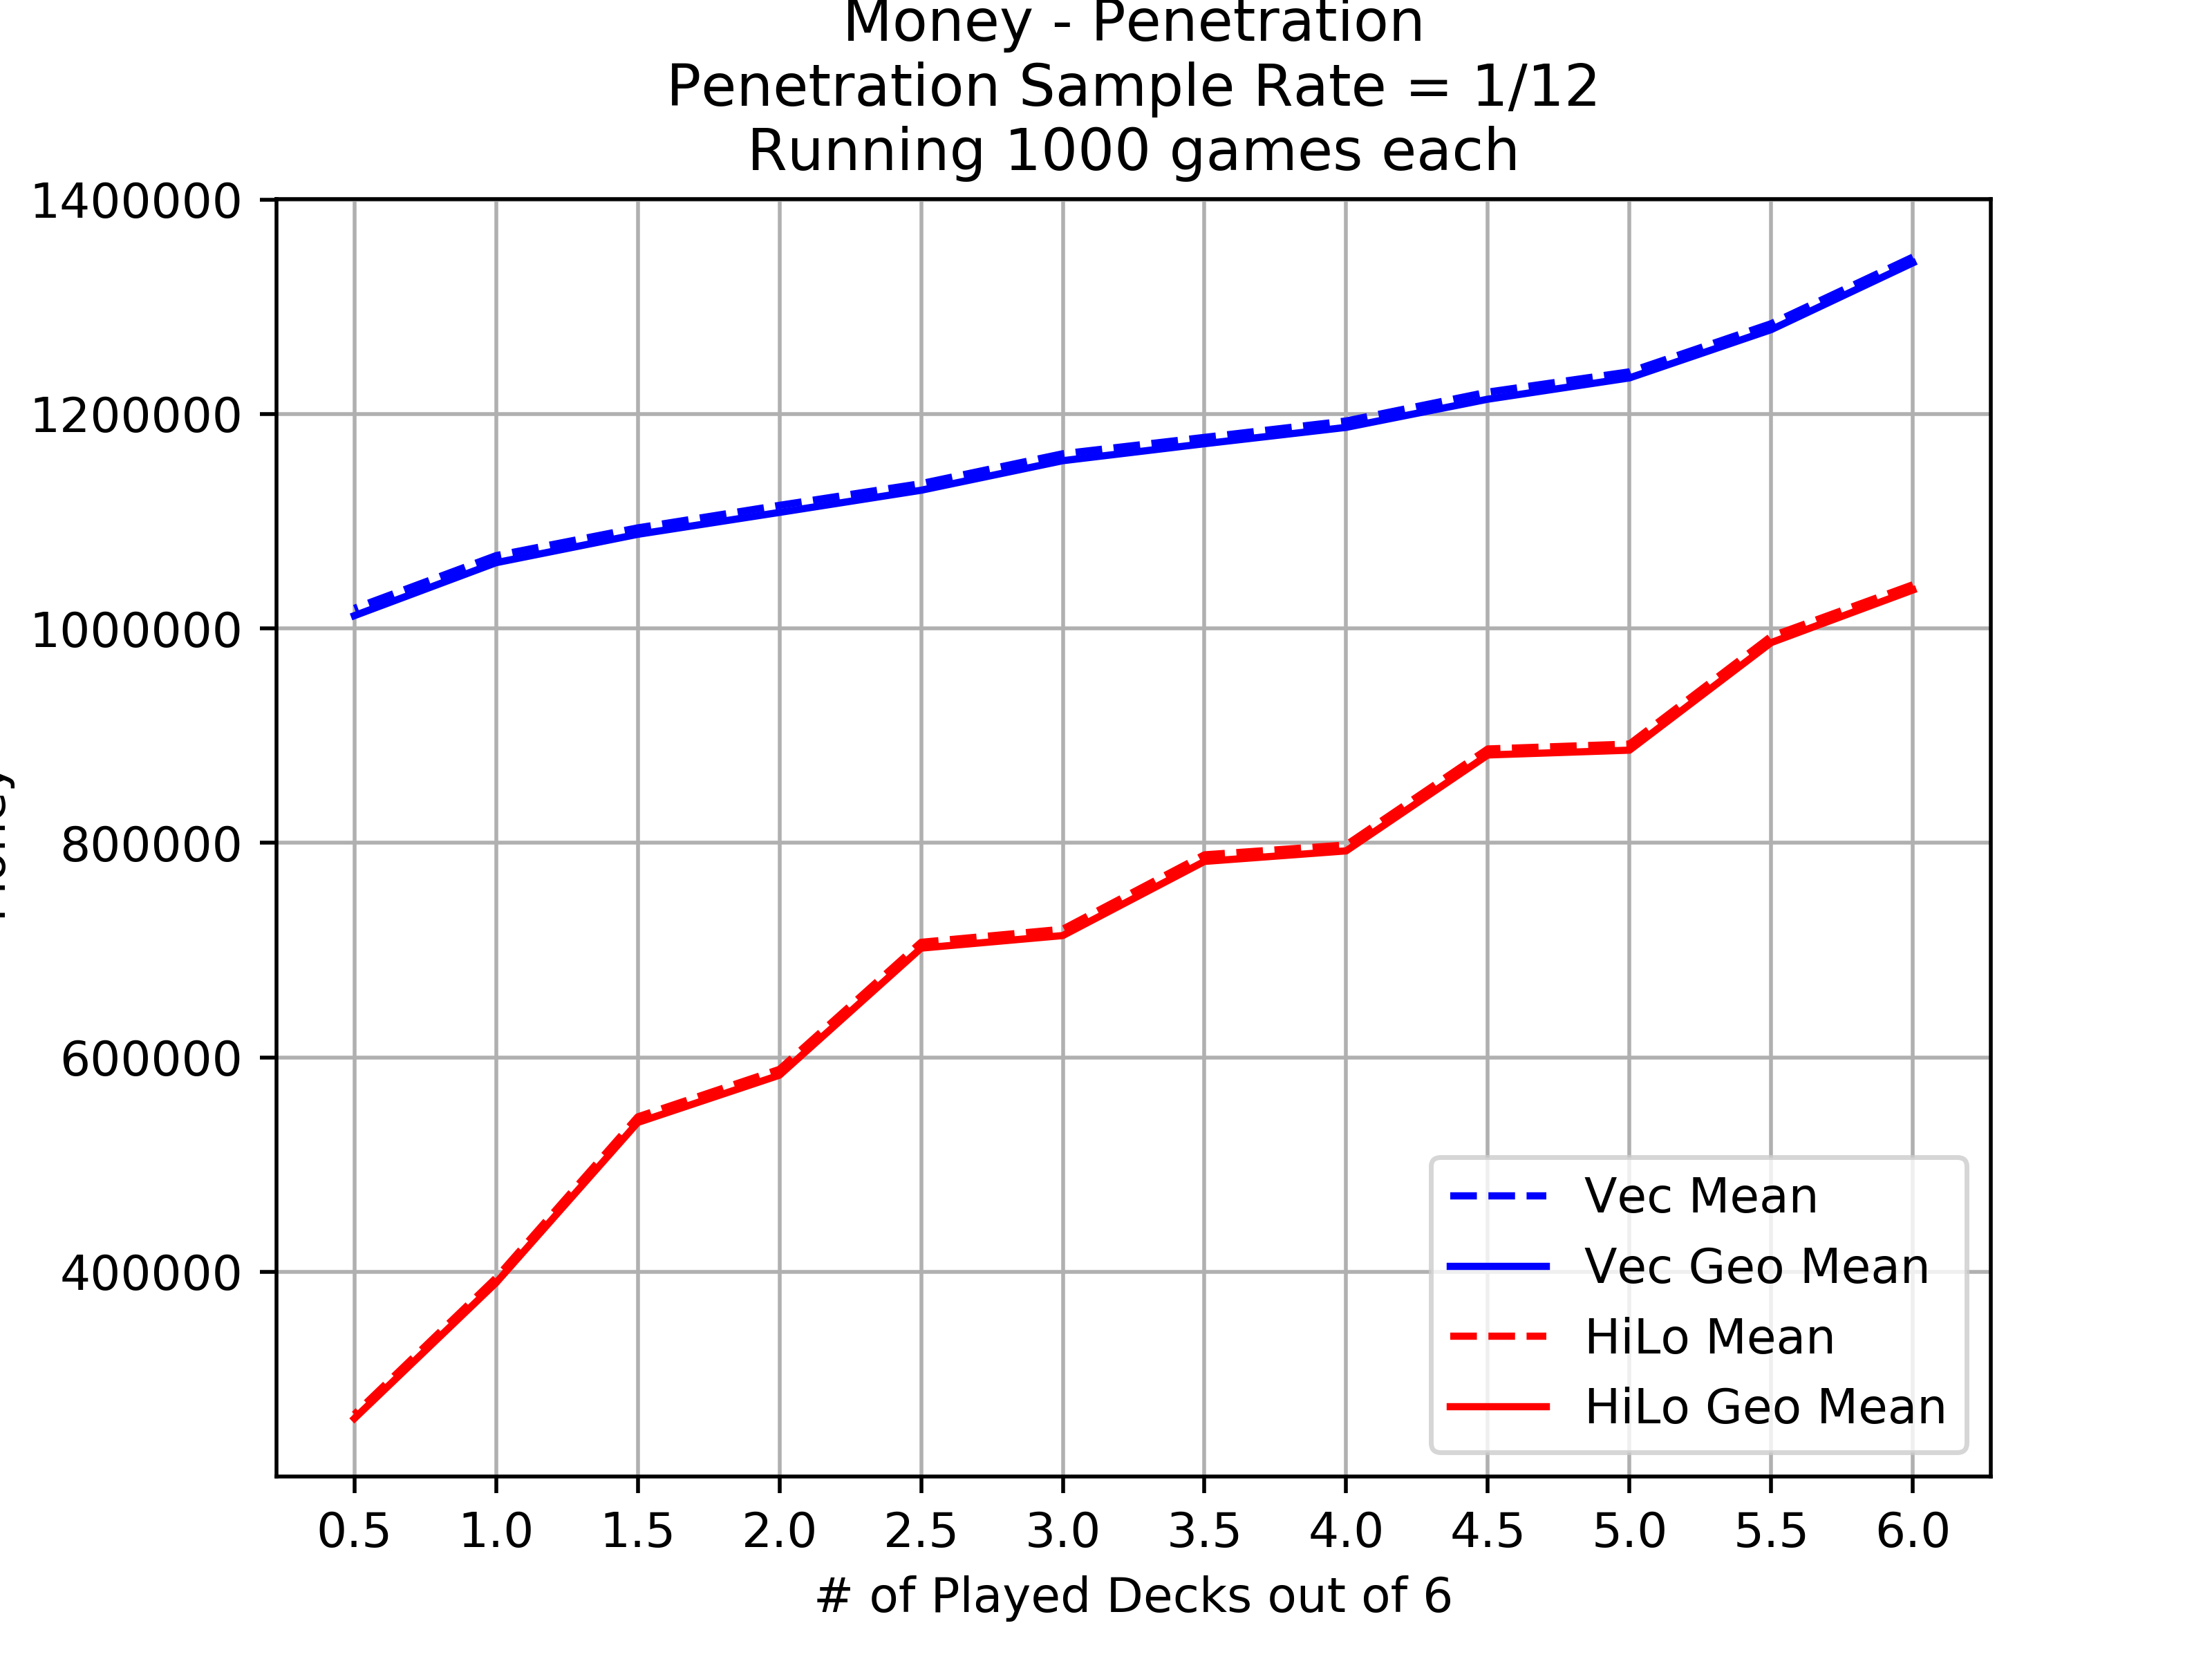 Money - Penetration
Penetration Sample Rate = 1/12
Running 1000 games each
1400000
1200000
1000000
800000
600000
400000
Vec Mean
Vec Geo Mean
HiLo Mean
HiLo Geo Mean
0.5 1.0 1.5 2.0 2.5 3.0 3.5 4.0 4.5 5.0 5.5 6.0
# of Played Decks out of 6